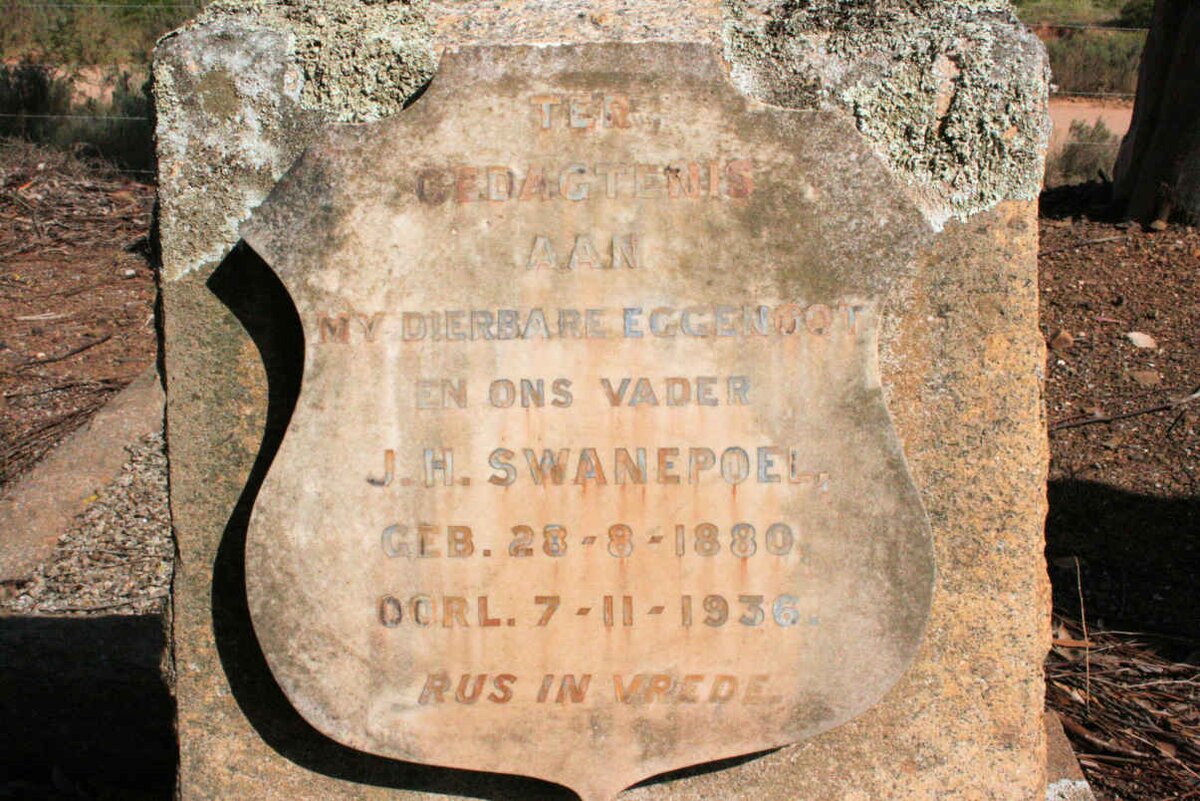 TER
GEDAGTENIS
AAN
MY DIERBARE EGGENOOT
EN ONS VADER
J.H. SWANEPOEL,
GEB. 28-8-1880
OORL. 7-11-1936.
RUS IN VREDE.